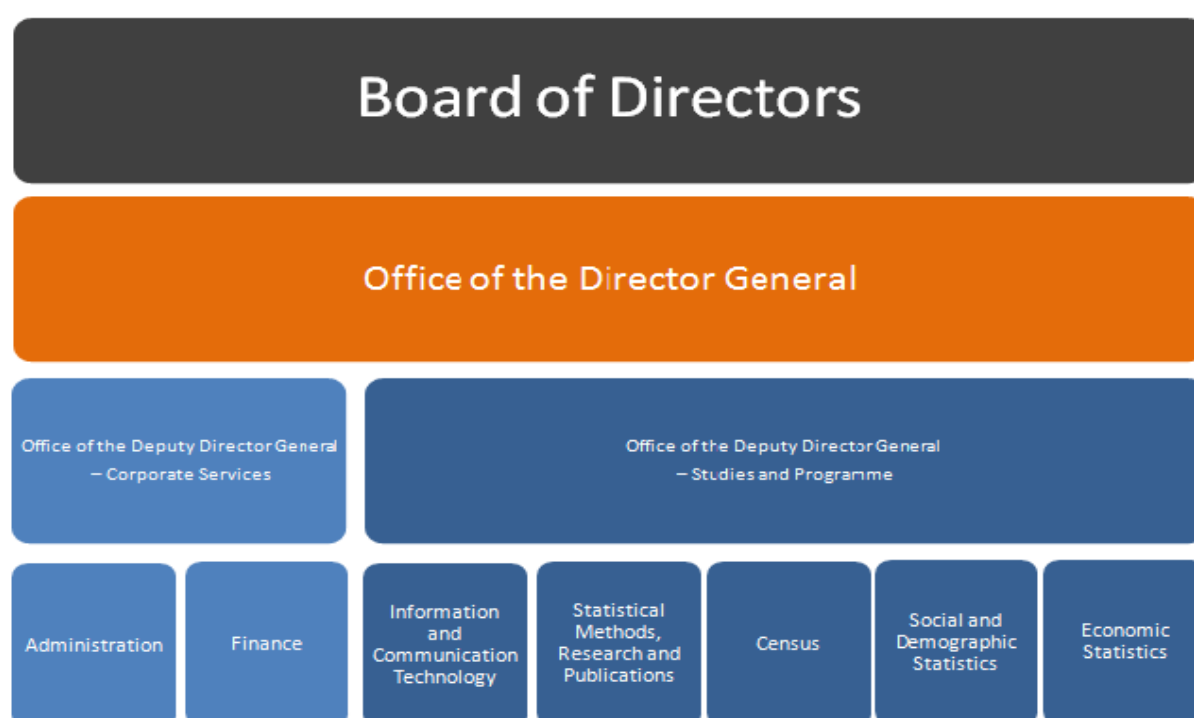 Board of Directors
Office of the Director General
Office of the Deputy Director General
– Corporate Services
Office of the Deputy Director General
– Studies and Programme
Administration
Finance
Information
and
Communication
Technology
Statistical
Methods,
Research and
Publications
Census
Social and
Demographic
Statistics
Economic
Statistics